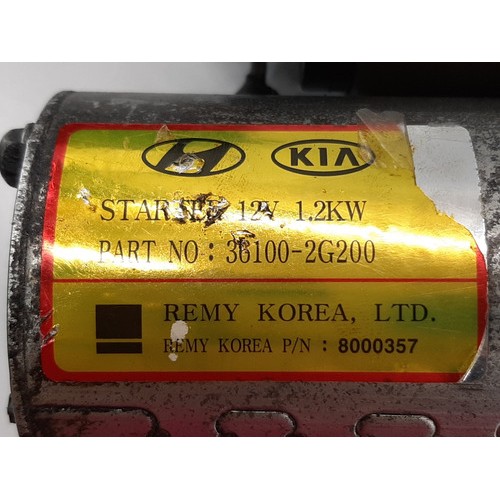 KIA
STARTER 12V 1.2KW
PART NO : 36100-2G200
REMY KOREA, LTD.
REMY KOREA P/N : 8000357